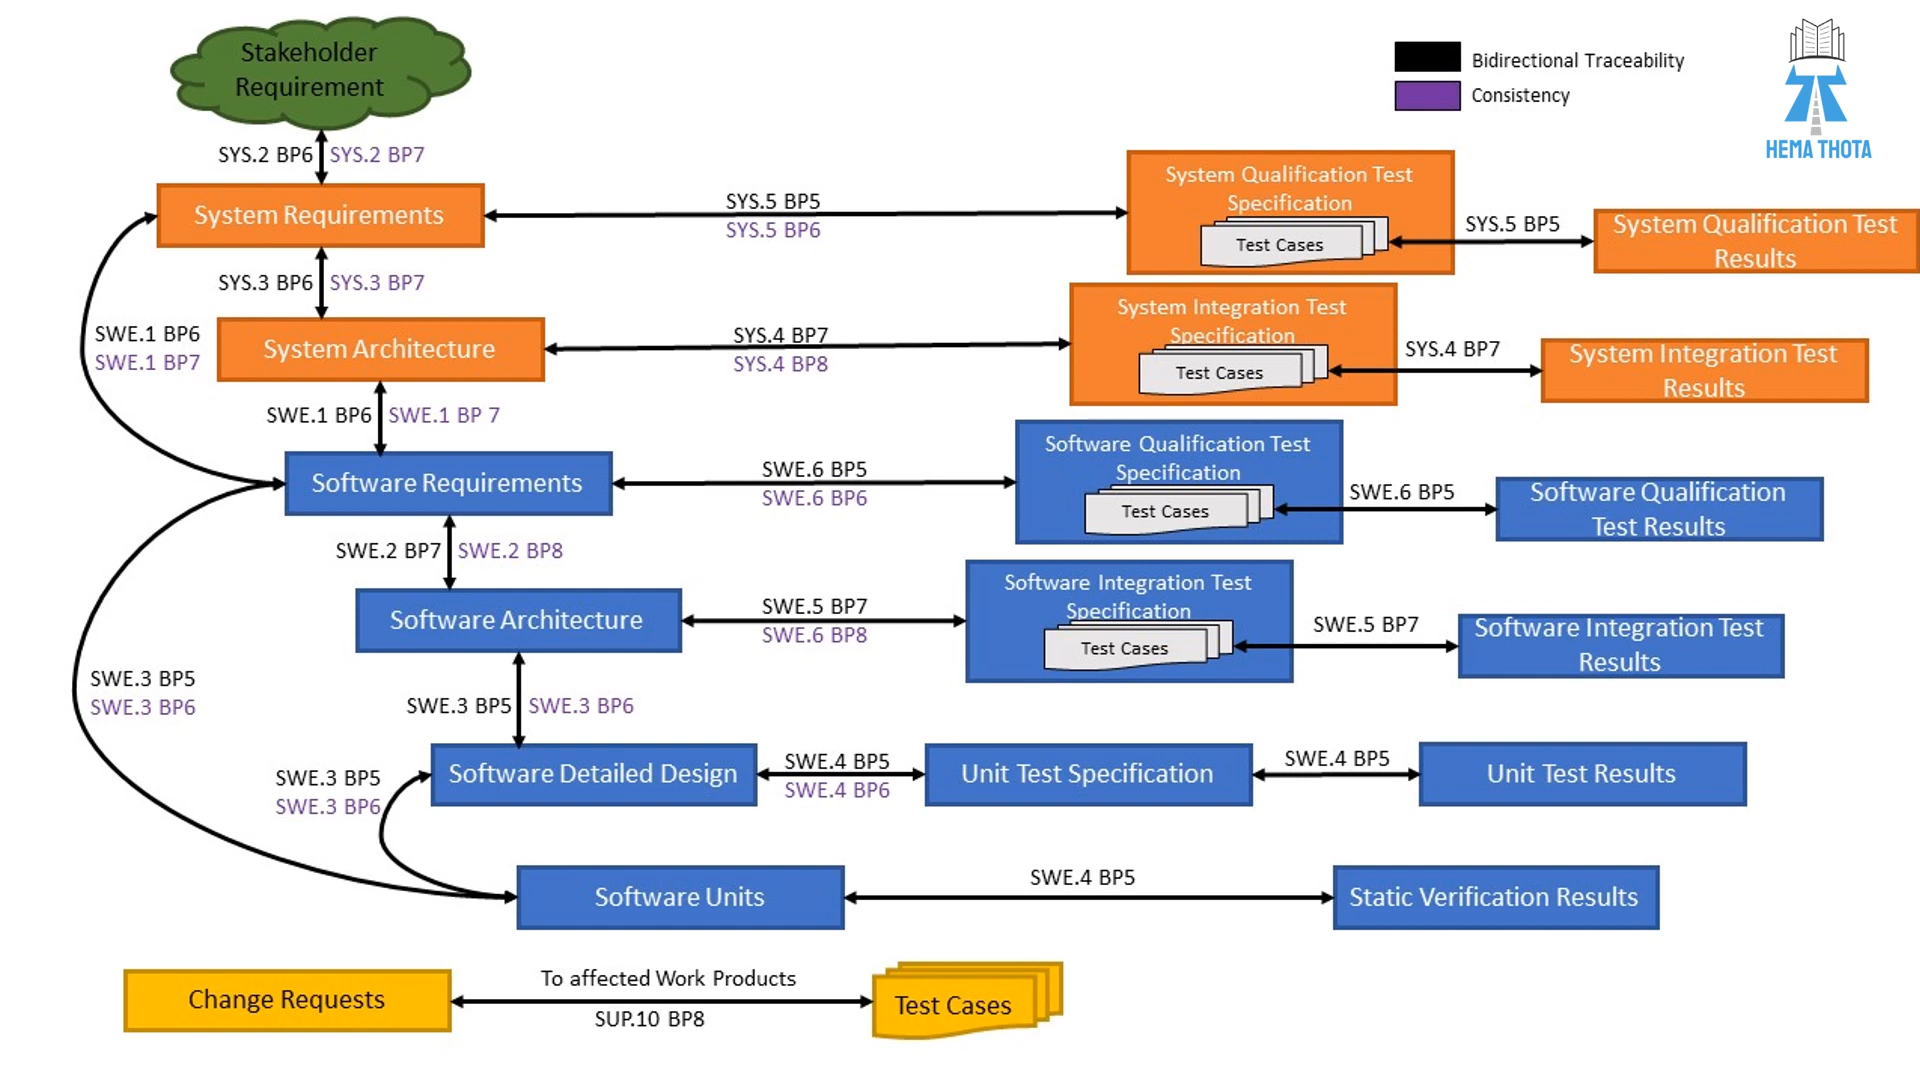 Stakeholder
Requirement
Bidirectional Traceability
Consistency
HEMA THOTA
SYS.2 BP6
SYS.2 BP7
System Requirements
SYS.5 BP5
SYS.5 BP6
System Qualification Test
Specification
Test Cases
SYS.5 BP5
System Qualification Test
Results
SYS.3 BP6
SYS.3 BP7
SWE.1 BP6
SWE.1 BP7
System Architecture
SYS.4 BP7
SYS.4 BP8
System Integration Test
Specification
Test Cases
SYS.4 BP7
System Integration Test
Results
SWE.1 BP6
SWE.1 BP 7
Software Requirements
SWE.6 BP5
SWE.6 BP6
Software Qualification Test
Specification
Test Cases
SWE.6 BP5
Software Qualification
Test Results
SWE.2 BP7
SWE.2 BP8
Software Architecture
SWE.5 BP7
SWE.6 BP8
Software Integration Test
Specification
Test Cases
SWE.5 BP7
Software Integration Test
Results
SWE.3 BP5
SWE.3 BP6
SWE.3 BP5
SWE.3 BP6
Software Detailed Design
SWE.4 BP5
SWE.4 BP6
Unit Test Specification
SWE.4 BP5
Unit Test Results
SWE.3 BP5
SWE.3 BP6
Software Units
SWE.4 BP5
Static Verification Results
Change Requests
To affected Work Products
SUP.10 BP8
Test Cases